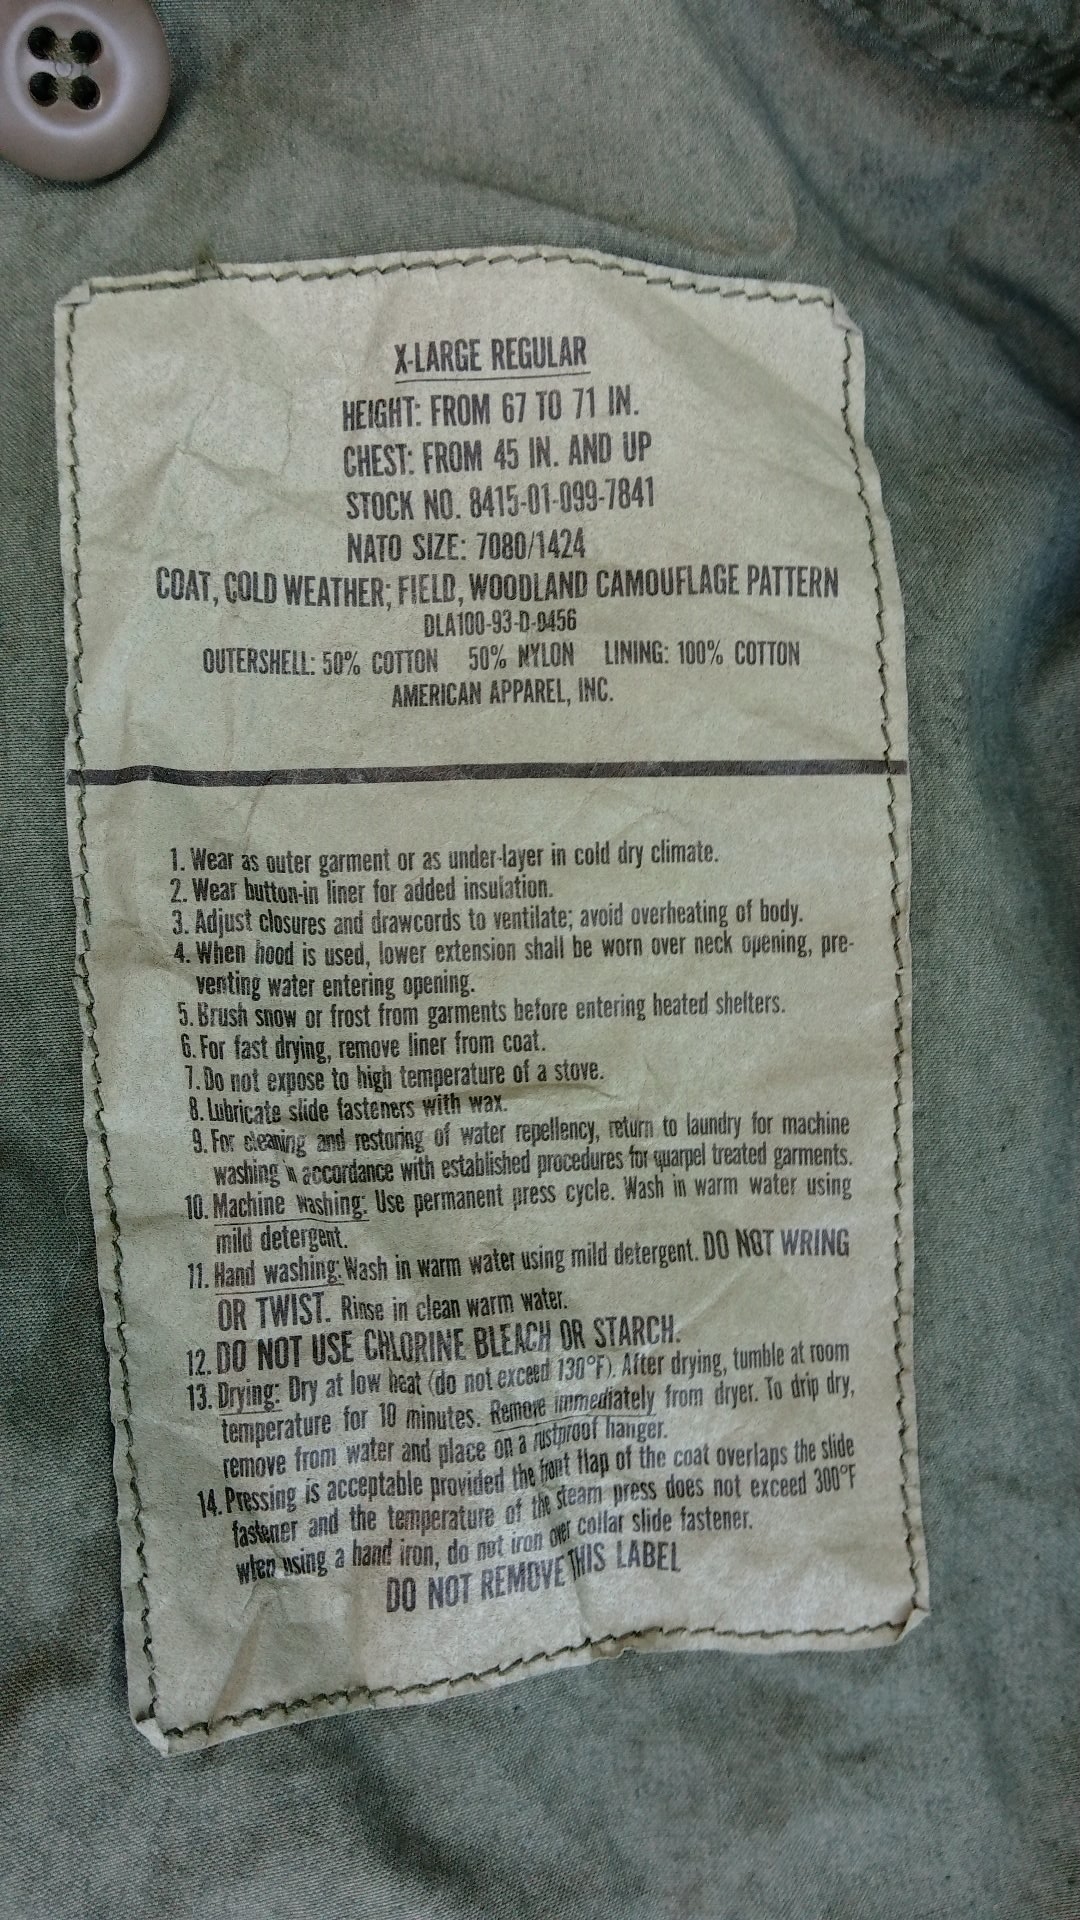 X-LARGE REGULAR
HEIGHT: FROM 67 TO 71 IN.
CHEST: FROM 45 IN. AND UP
STOCK NO. 8415-01-099-7841
NATO SIZE: 7080/1424
COAT, COLD WEATHER; FIELD, WOODLAND CAMOUFLAGE PATTERN
DLA100-93-D-0456
OUTERSHELL: 50% COTTON 50% NYLON LINING: 100% COTTON
AMERICAN APPAREL, INC.
1. Wear as outer garment or as under-layer in cold dry climate.
2. Wear button-in liner for added insulation.
3. Adjust closures and drawcords to ventilate; avoid overheating of body.
4. When hood is used, lower extension shall be worn over neck opening, pre-
venting water entering opening.
5. Brush snow or frost from garments before entering heated shelters.
6. For fast drying, remove liner from coat.
7. Do not expose to high temperature of a stove.
8. Lubricate slide fasteners with wax.
9. For cleaning and restoring of water repellency, return to laundry for machine
washing in accordance with established procedures for quarpel treated garments.
10. Machine washing: Use permanent press cycle. Wash in warm water using
mild detergent.
11. Hand washing: Wash in warm water using mild detergent. DO NOT WRING
OR TWIST. Rinse in clean warm water.
12. DO NOT USE CHLORINE BLEACH OR STARCH.
13. Drying: Dry at low heat (do not exceed 130°F). After drying, tumble at room
temperature for 10 minutes. Remove immediately from dryer. To drip dry,
remove from water and place on a rustproof hanger.
14. Pressing is acceptable provided the front flap of the coat overlaps the slide
fastener and the temperature of the steam press does not exceed 300°F
when using a hand iron, do not iron over collar slide fastener.
DO NOT REMOVE THIS LABEL